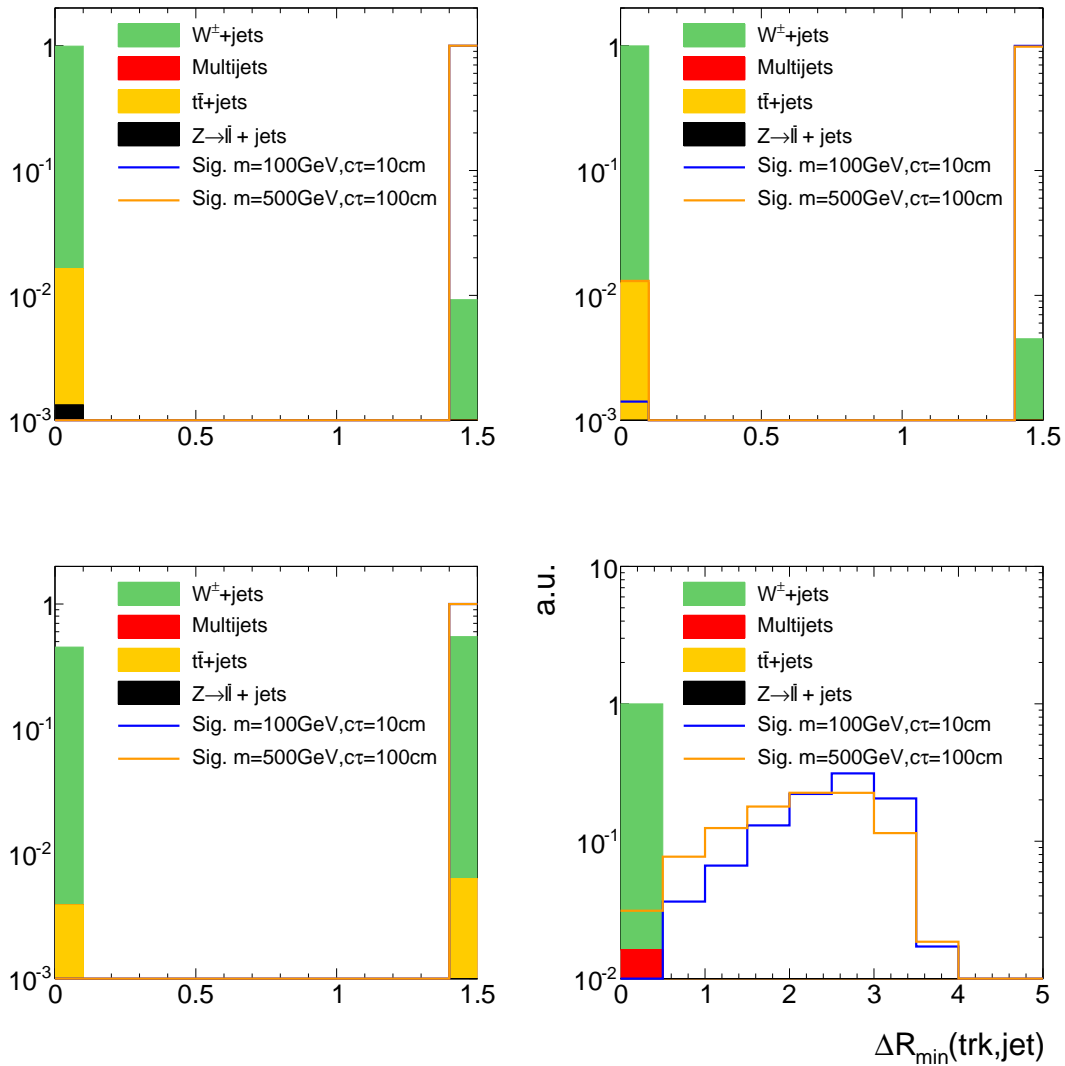 W±+jets
Multijets
tt̄+jets
Z→ll̄ + jets
Sig. m=100GeV,cτ=10cm
Sig. m=500GeV,cτ=100cm
1
10⁻¹
10⁻²
10⁻³
0 0.5 1 1.5
W±+jets
Multijets
tt̄+jets
Z→ll̄ + jets
Sig. m=100GeV,cτ=10cm
Sig. m=500GeV,cτ=100cm
1
10⁻¹
10⁻²
10⁻³
0 0.5 1 1.5
W±+jets
Multijets
tt̄+jets
Z→ll̄ + jets
Sig. m=100GeV,cτ=10cm
Sig. m=500GeV,cτ=100cm
1
10⁻¹
10⁻²
10⁻³
0 0.5 1 1.5
a.u.
W±+jets
Multijets
tt̄+jets
Z→ll̄ + jets
Sig. m=100GeV,cτ=10cm
Sig. m=500GeV,cτ=100cm
10
1
10⁻¹
10⁻²
0 1 2 3 4 5
ΔR_min(trk,jet)